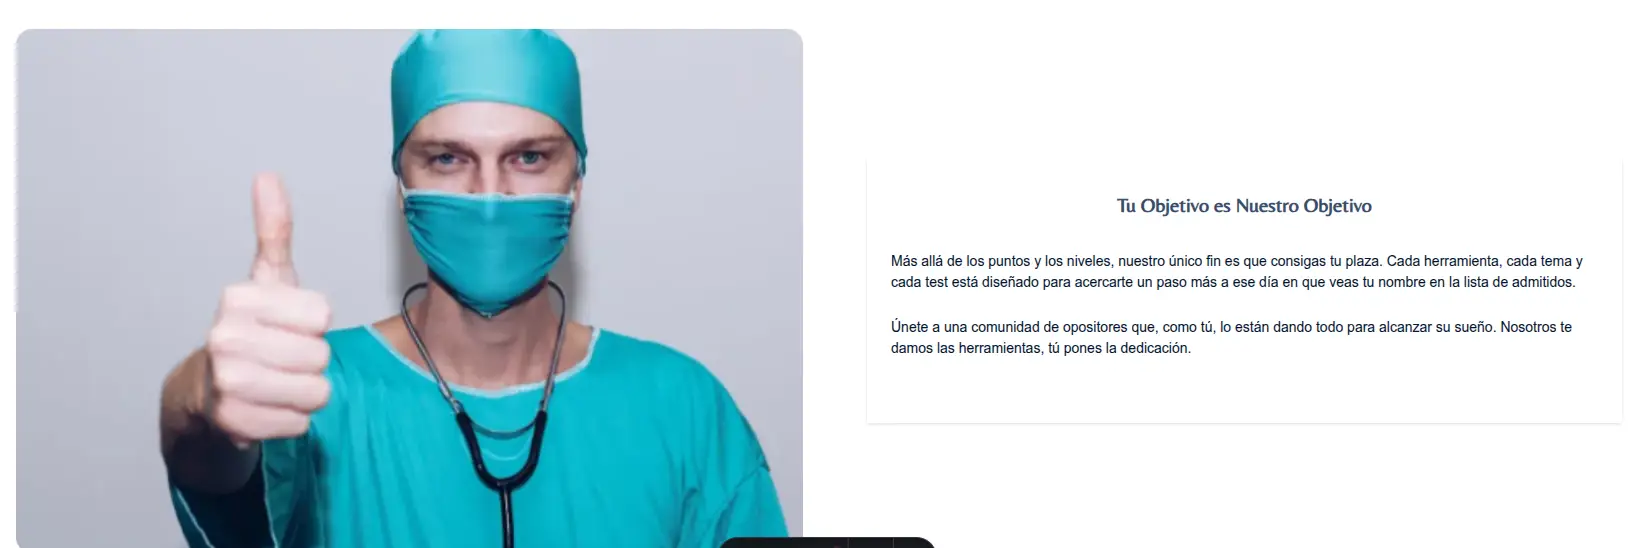 Tu Objetivo es Nuestro Objetivo
Más allá de los puntos y los niveles, nuestro único fin es que consigas tu plaza. Cada herramienta, cada tema y
cada test está diseñado para acercarte un paso más a ese día en que veas tu nombre en la lista de admitidos.
Únete a una comunidad de opositores que, como tú, lo están dando todo para alcanzar su sueño. Nosotros te
damos las herramientas, tú pones la dedicación.